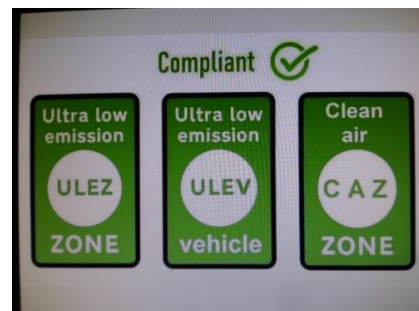 Compliant
Ultra low
emission
ULEZ
ZONE
Ultra low
emission
ULEV
vehicle
Clean
air
C A Z
ZONE